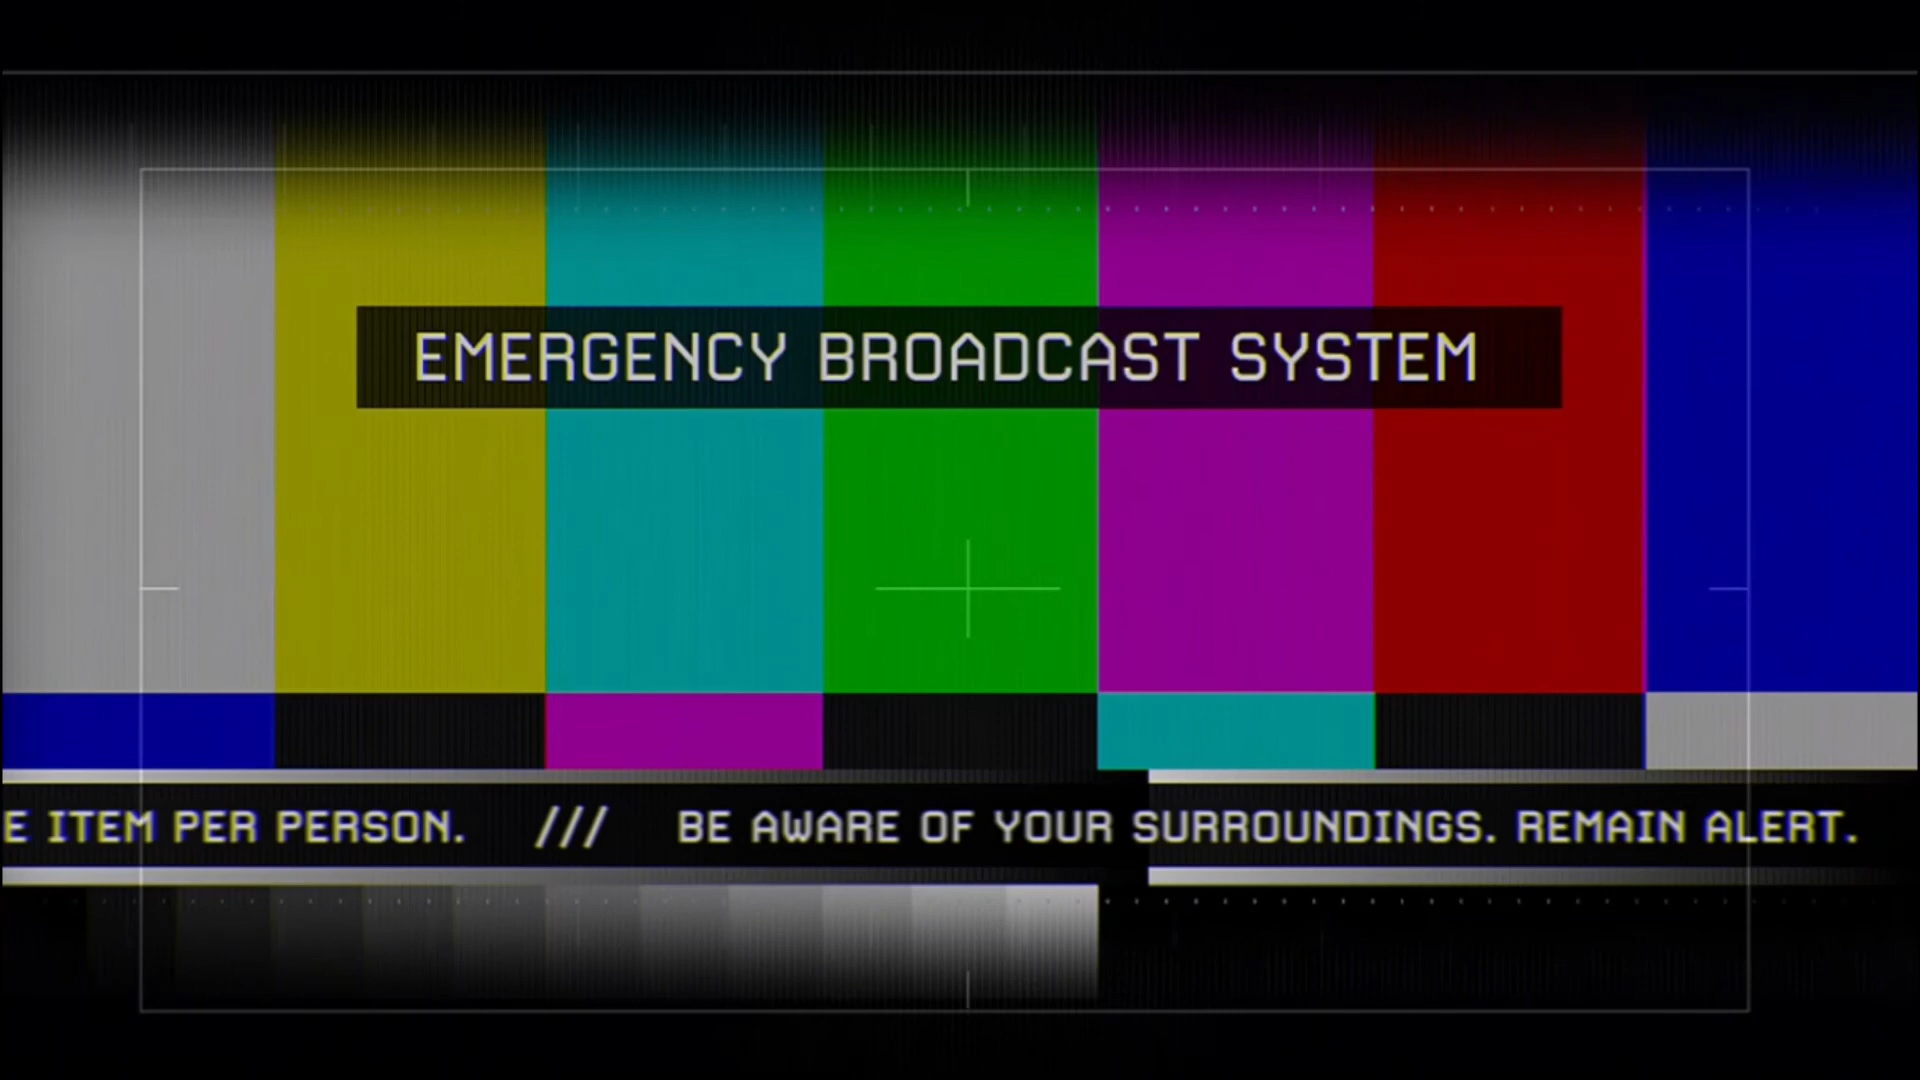 EMERGENCY BROADCAST SYSTEM
E ITEM PER PERSON. /// BE AWARE OF YOUR SURROUNDINGS. REMAIN ALERT.